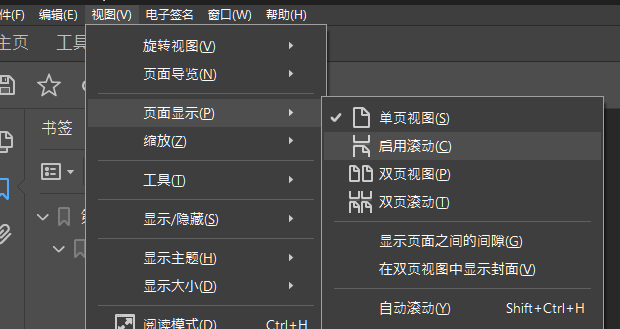 件(F) 编辑(E) 视图(V) 电子签名 窗口(W) 帮助(H)
主页 工具
旋转视图(V)
页面导览(N)
页面显示(P)
缩放(Z)
工具(T)
显示/隐藏(S)
显示主题(H)
显示大小(D)
阅读模式(D) Ctrl+H
书签
单页视图(S)
启用滚动(C)
双页视图(P)
双页滚动(T)
显示页面之间的间隙(G)
在双页视图中显示封面(V)
自动滚动(Y) Shift+Ctrl+H